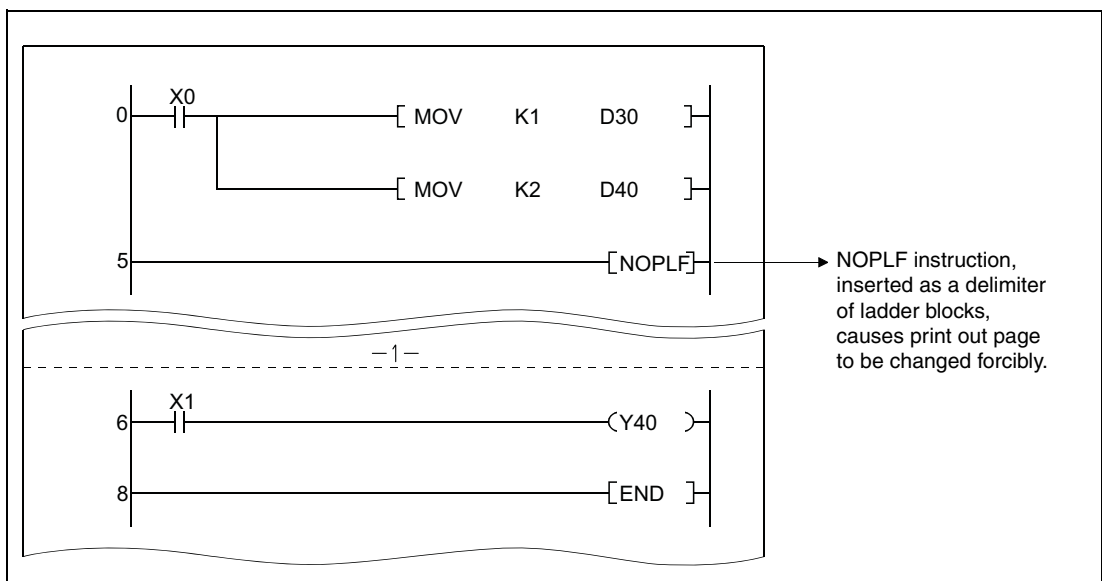 X0
0 [ MOV K1 D30 ]
[ MOV K2 D40 ]
5 [NOPLF]
NOPLF instruction,
inserted as a delimiter
of ladder blocks,
causes print out page
to be changed forcibly.
–1–
X1
6 (Y40 )
8 [END ]